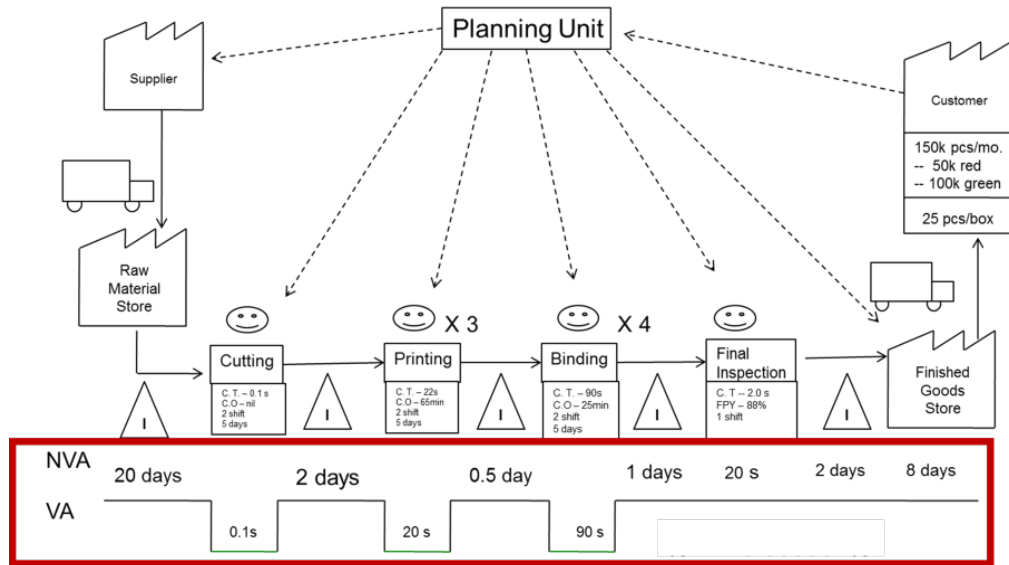 Planning Unit
Supplier
Customer
150k pcs/mo.
-- 50k red
-- 100k green
25 pcs/box
Raw
Material
Store
X 3
X 4
Cutting
C. T. – 0.1 s
C.O – nil
2 shift
5 days
Printing
C. T. – 22s
C.O – 65min
2 shift
5 days
Binding
C. T. – 90s
C.O – 25min
2 shift
5 days
Final
Inspection
C. T -- 2.0 s
FPY – 88%
1 shift
Finished
Goods
Store
I
I
I
I
I
NVA
20 days
2 days
0.5 day
1 days
20 s
2 days
8 days
VA
0.1s
20 s
90 s